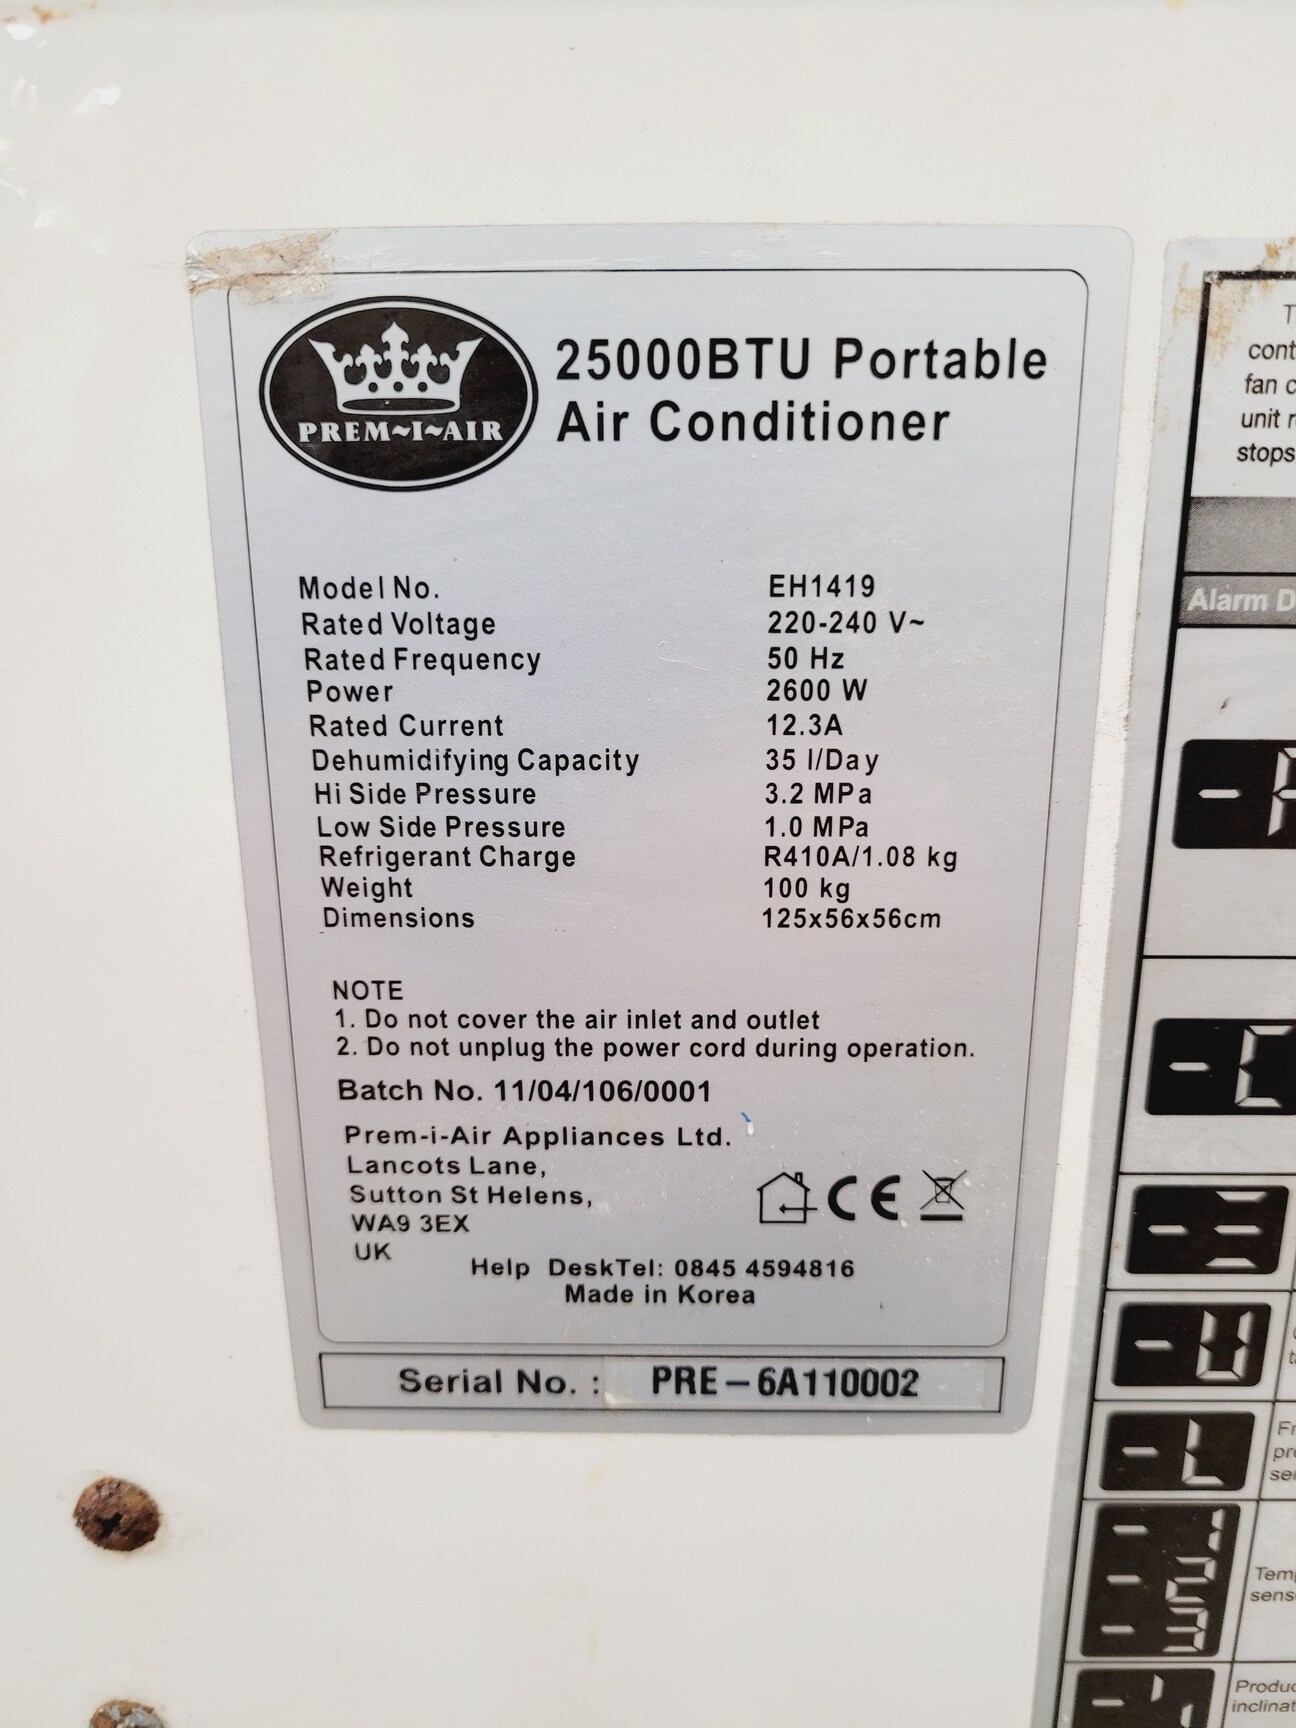 PREM~I~AIR
25000BTU Portable
Air Conditioner
Model No. EH1419
Rated Voltage 220-240 V~
Rated Frequency 50 Hz
Power 2600 W
Rated Current 12.3A
Dehumidifying Capacity 35 l/Day
Hi Side Pressure 3.2 MPa
Low Side Pressure 1.0 MPa
Refrigerant Charge R410A/1.08 kg
Weight 100 kg
Dimensions 125x56x56cm
NOTE
1. Do not cover the air inlet and outlet
2. Do not unplug the power cord during operation.
Batch No. 11/04/106/0001
Prem-i-Air Appliances Ltd.
Lancots Lane,
Sutton St Helens,
WA9 3EX
UK
CE
Help DeskTel: 0845 4594816
Made in Korea
Serial No. : PRE-6A110002
fan
unit
stops
Alarm
-C
-U
-L
-1
-2
-3